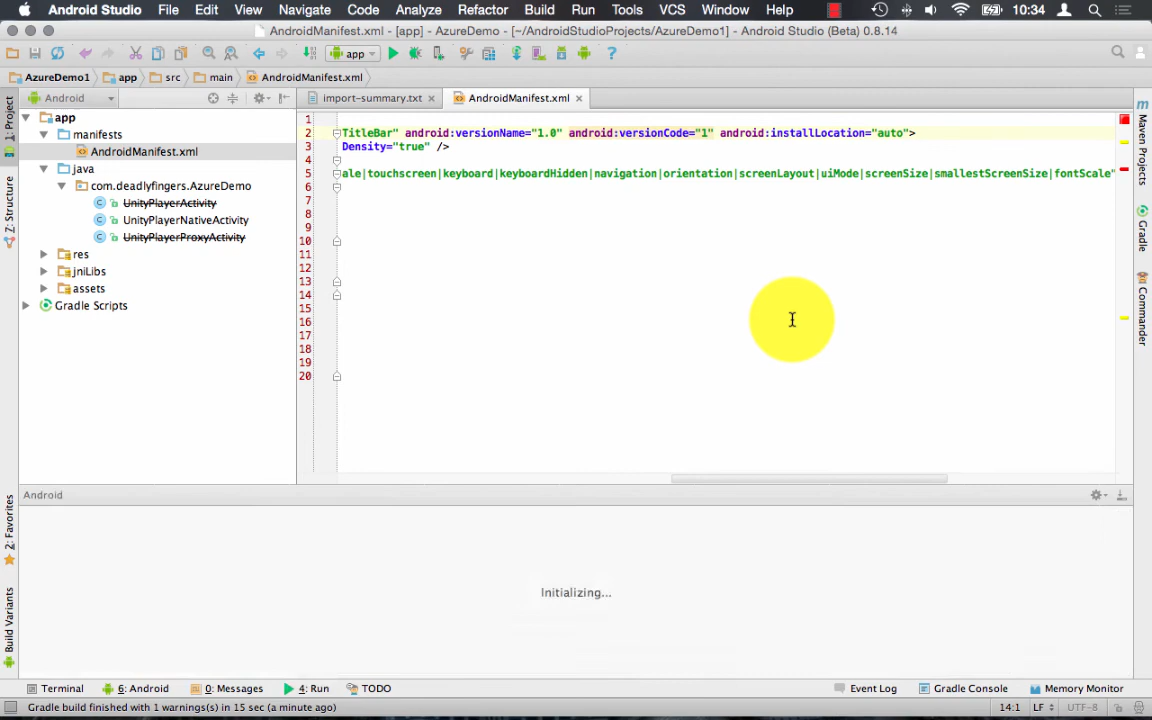 Android Studio File Edit View Navigate Code Analyze Refactor Build Run Tools VCS Window Help 10:34
AndroidManifest.xml - [app] - AzureDemo - [~/AndroidStudioProjects/AzureDemo1] - Android Studio (Beta) 0.8.14
app
AzureDemo1 app src main AndroidManifest.xml
Android import-summary.txt AndroidManifest.xml
1: Project
Z: Structure
2: Favorites
Build Variants
app
manifests
AndroidManifest.xml
java
com.deadlyfingers.AzureDemo
UnityPlayerActivity
UnityPlayerNativeActivity
UnityPlayerProxyActivity
res
jniLibs
assets
Gradle Scripts
1
2 TitleBar" android:versionName="1.0" android:versionCode="1" android:installLocation="auto">
3 Density="true" />
4
5 ale|touchscreen|keyboard|keyboardHidden|navigation|orientation|screenLayout|uiMode|screenSize|smallestScreenSize|fontScale"
6
7
8
9
10
11
12
13
14
15
16
17
18
19
20
Maven Projects
Gradle
Commander
Android
Initializing...
Terminal 6: Android 0: Messages 4: Run TODO Event Log Gradle Console Memory Monitor
Gradle build finished with 1 warnings(s) in 15 sec (a minute ago) 14:1 LF UTF-8